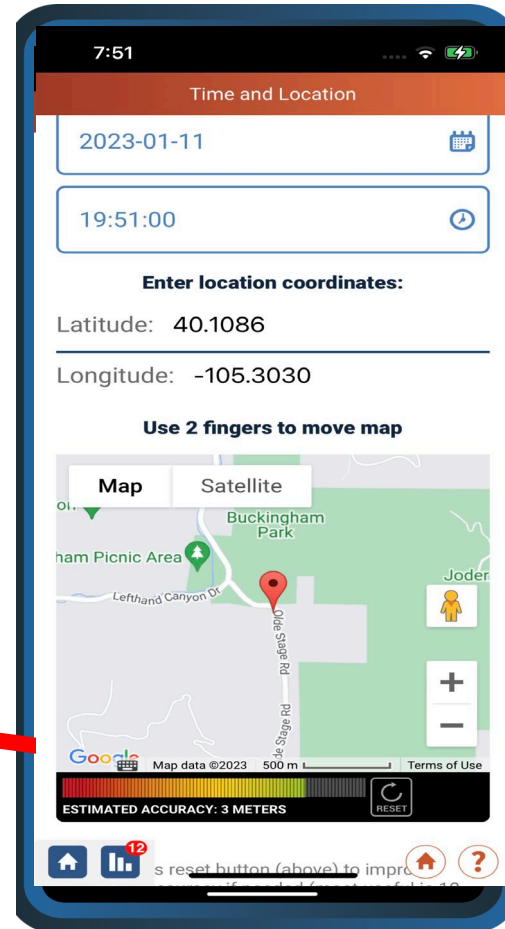 7:51
Time and Location
2023-01-11
19:51:00
Enter location coordinates:
Latitude: 40.1086
Longitude: -105.3030
Use 2 fingers to move map
Map Satellite
Buckingham
Park
ham Picnic Area
Joder
Lefthand Canyon Dr
Olde Stage Rd
Stage Rd
Google Map data ©2023 500 m Terms of Use
ESTIMATED ACCURACY: 3 METERS RESET
12
s reset button (above) to impro
?